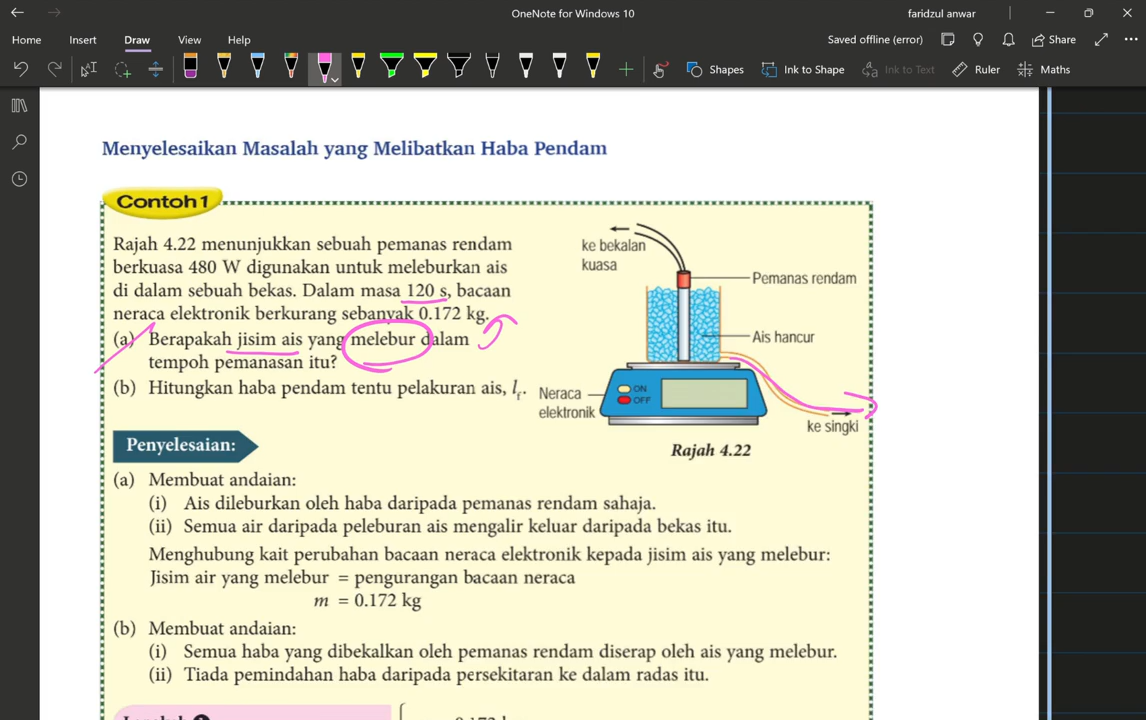 OneNote for Windows 10
faridzul anwar
Home Insert Draw View Help
Saved offline (error)
Share
Shapes
Ink to Shape
Ink to Text
Ruler
Maths
Menyelesaikan Masalah yang Melibatkan Haba Pendam
Contoh 1
Rajah 4.22 menunjukkan sebuah pemanas rendam
berkuasa 480 W digunakan untuk meleburkan ais
di dalam sebuah bekas. Dalam masa 120 s, bacaan
neraca elektronik berkurang sebanyak 0.172 kg.
(a) Berapakah jisim ais yang melebur dalam
tempoh pemanasan itu?
(b) Hitungkan haba pendam tentu pelakuran ais, lf.
ke bekalan
kuasa
Pemanas rendam
Ais hancur
Neraca
elektronik
ON
OFF
ke singki
Rajah 4.22
Penyelesaian:
(a) Membuat andaian:
(i) Ais dileburkan oleh haba daripada pemanas rendam sahaja.
(ii) Semua air daripada peleburan ais mengalir keluar daripada bekas itu.
Menghubung kait perubahan bacaan neraca elektronik kepada jisim ais yang melebur:
Jisim air yang melebur = pengurangan bacaan neraca
m = 0.172 kg
(b) Membuat andaian:
(i) Semua haba yang dibekalkan oleh pemanas rendam diserap oleh ais yang melebur.
(ii) Tiada pemindahan haba daripada persekitaran ke dalam radas itu.